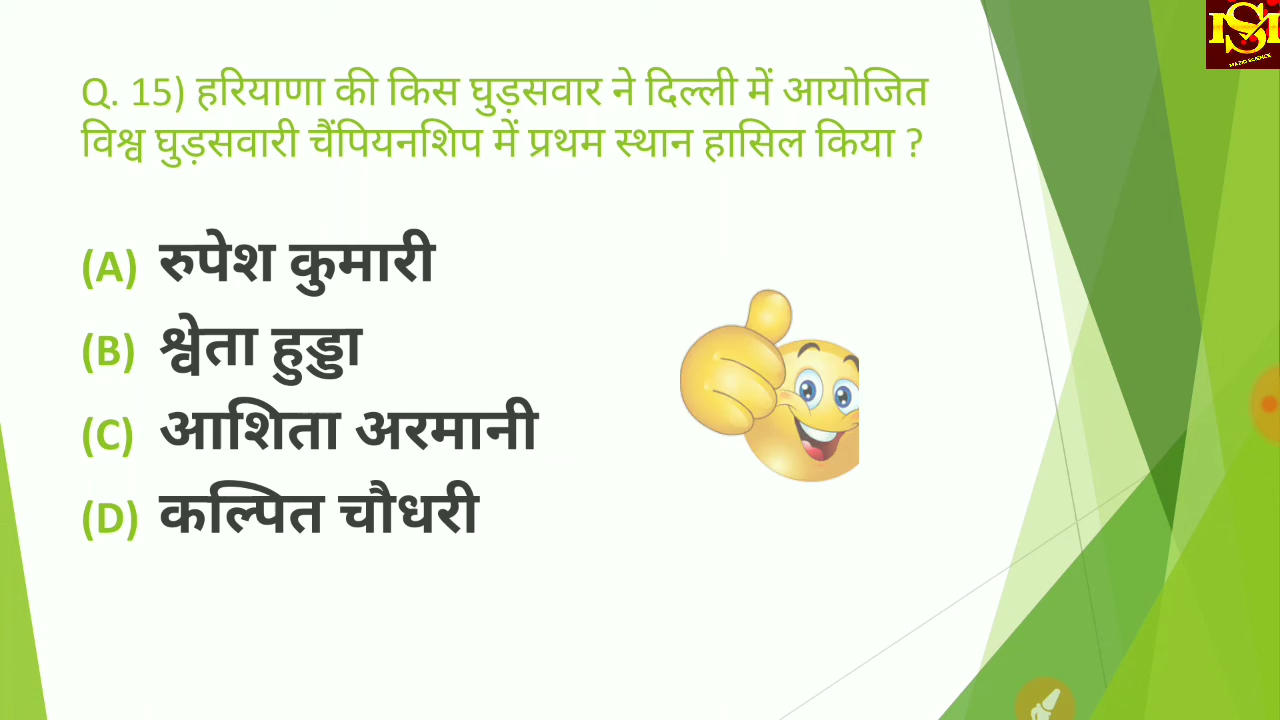 Q. 15) हरियाणा की किस घुड़सवार ने दिल्ली में आयोजित
विश्व घुड़सवारी चैंपियनशिप में प्रथम स्थान हासिल किया ?
(A) रुपेश कुमारी
(B) श्वेता हुड्डा
(C) आशिता अरमानी
(D) कल्पित चौधरी